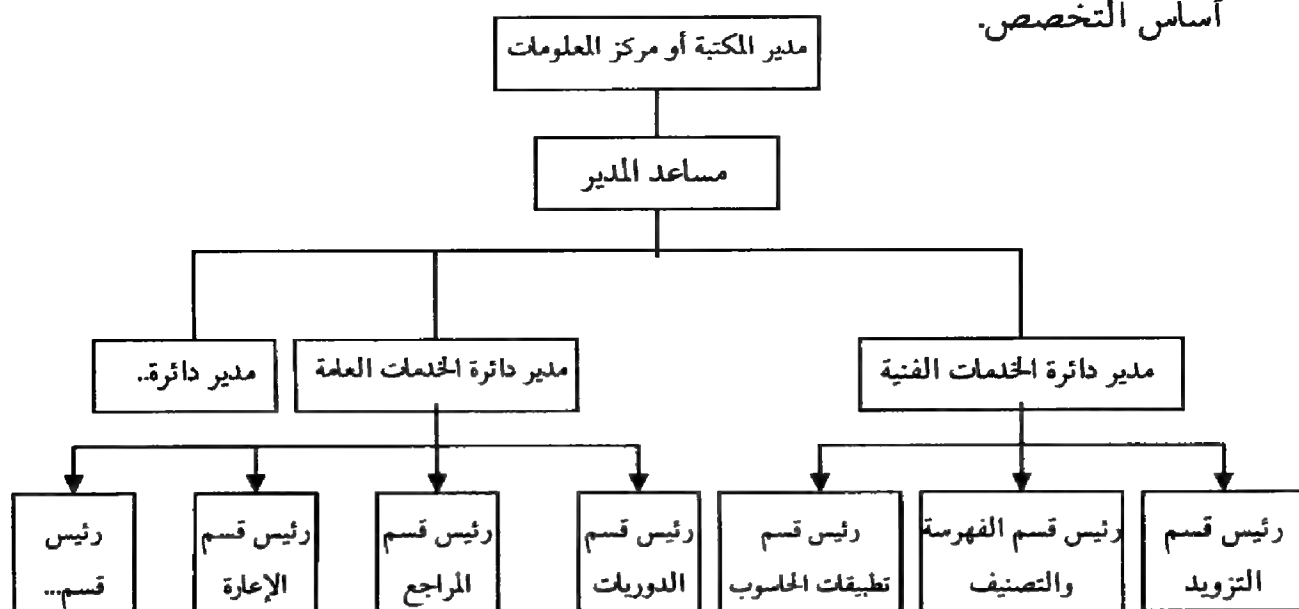 أساس التخصص.
مدير المكتبة أو مركز المعلومات
مساعد المدير
مدير دائرة الخدمات الفنية
مدير دائرة الخدمات العامة
مدير دائرة..
رئيس قسم
التزويد
رئيس قسم الفهرسة
والتصنيف
رئيس قسم
تطبيقات الحاسوب
رئيس قسم
الدوريات
رئيس قسم
المراجع
رئيس قسم
الإعارة
رئيس
قسم...